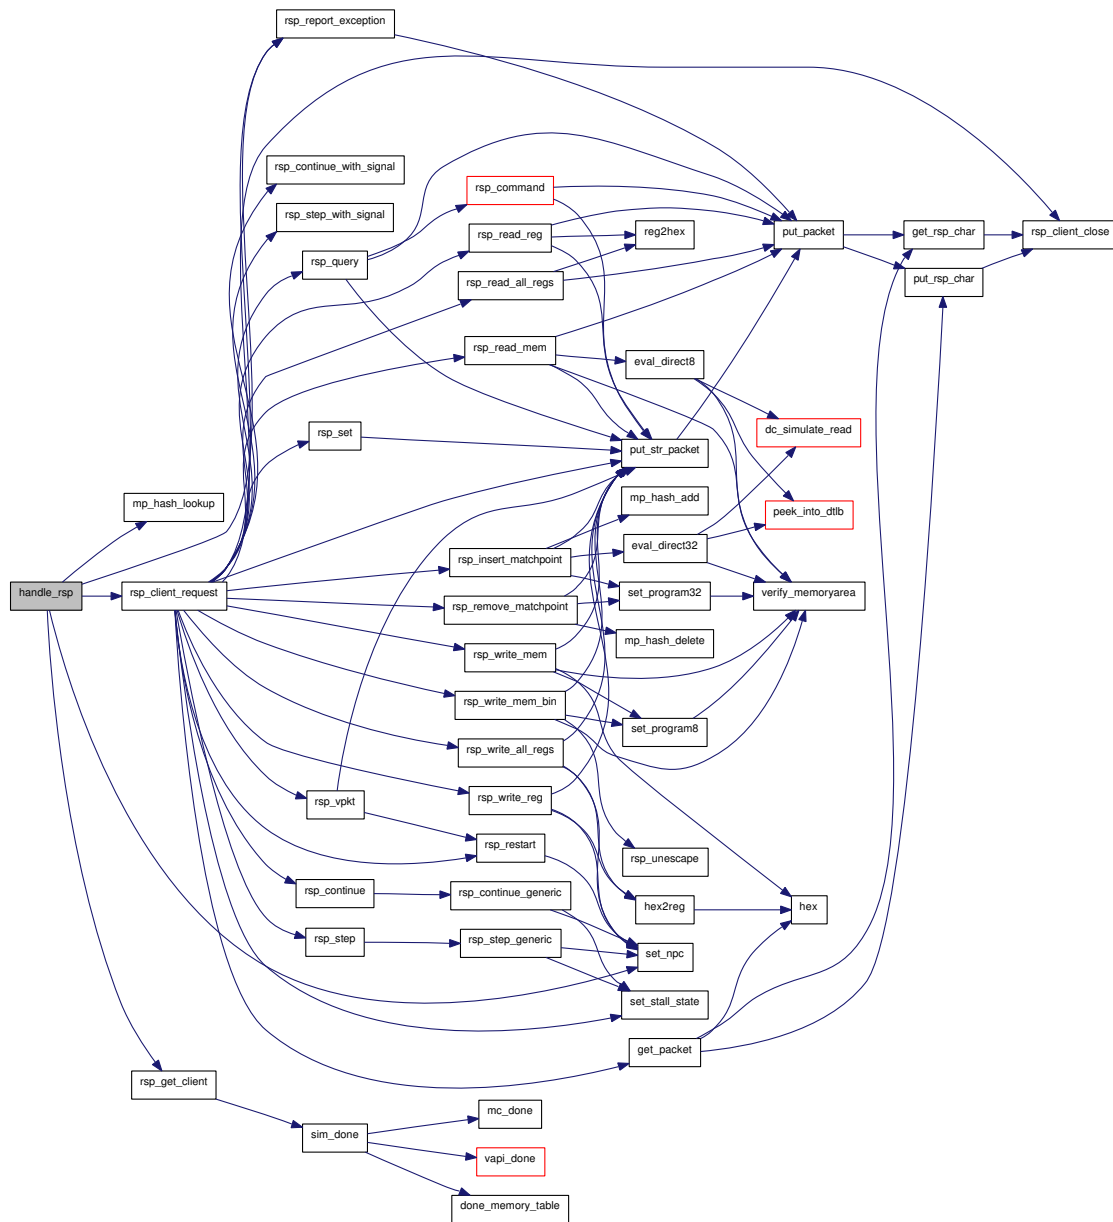 rsp_report_exception
rsp_continue_with_signal
rsp_step_with_signal
rsp_command
rsp_query
rsp_read_reg
reg2hex
put_packet
get_rsp_char
rsp_client_close
rsp_read_all_regs
put_rsp_char
rsp_read_mem
eval_direct8
rsp_set
put_str_packet
dc_simulate_read
mp_hash_lookup
mp_hash_add
peek_into_dtlb
rsp_insert_matchpoint
eval_direct32
handle_rsp
rsp_client_request
rsp_remove_matchpoint
set_program32
verify_memoryarea
mp_hash_delete
rsp_write_mem
rsp_write_mem_bin
set_program8
rsp_write_all_regs
rsp_vpkt
rsp_write_reg
rsp_restart
rsp_unescape
rsp_continue
rsp_continue_generic
hex2reg
hex
rsp_step
rsp_step_generic
set_npc
set_stall_state
get_packet
rsp_get_client
sim_done
mc_done
vapi_done
done_memory_table